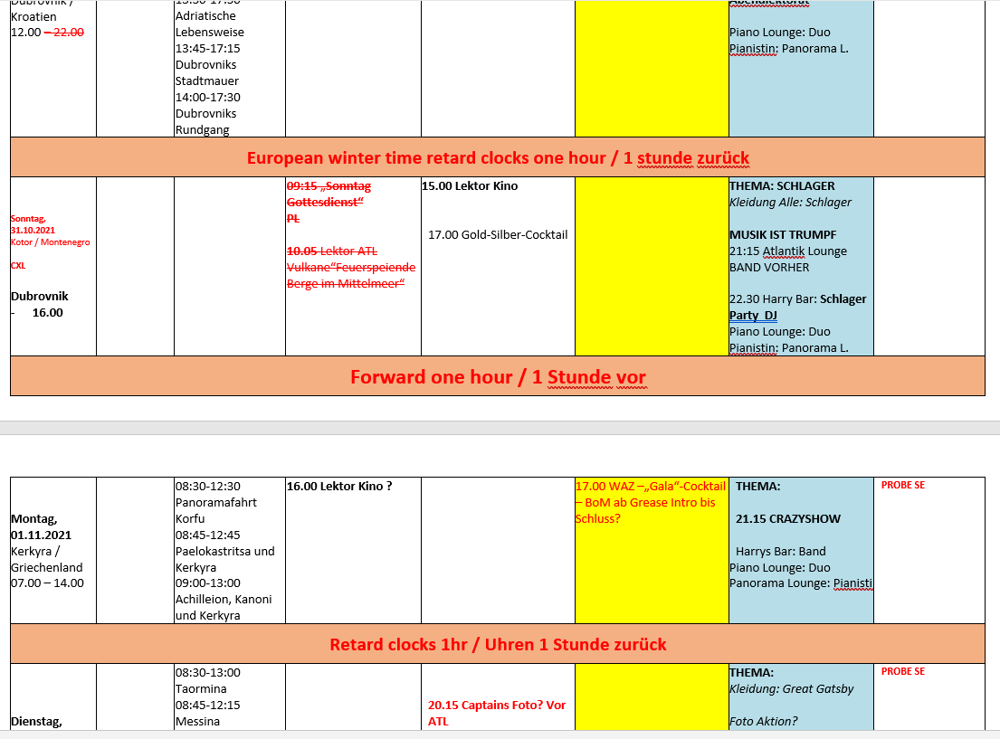 Dubrovnik /
Kroatien
12.00 – 22.00
Adriatische
Lebensweise
13:45-17:15
Dubrovniks
Stadtmauer
14:00-17:30
Dubrovniks
Rundgang
Abendlektorat
Piano Lounge: Duo
Pianistin: Panorama L.
European winter time retard clocks one hour / 1 stunde zurück
Sonntag,
31.10.2021
Kotor / Montenegro
CXL
Dubrovnik
- 16.00
09:15 „Sonntag
Gottesdienst“
PL
10.05 Lektor ATL
Vulkane“Feuerspeiende
Berge im Mittelmeer“
15.00 Lektor Kino
17.00 Gold-Silber-Cocktail
THEMA: SCHLAGER
Kleidung Alle: Schlager
MUSIK IST TRUMPF
21:15 Atlantik Lounge
BAND VORHER
22.30 Harry Bar: Schlager
Party DJ
Piano Lounge: Duo
Pianistin: Panorama L.
Forward one hour / 1 Stunde vor
Montag,
01.11.2021
Kerkyra /
Griechenland
07.00 – 14.00
08:30-12:30
Panoramafahrt
Korfu
08:45-12:45
Paelokastritsa und
Kerkyra
09:00-13:00
Achilleion, Kanoni
und Kerkyra
16.00 Lektor Kino ?
17.00 WAZ –„Gala“-Cocktail
– BoM ab Grease Intro bis
Schluss?
THEMA:
21.15 CRAZYSHOW
Harrys Bar: Band
Piano Lounge: Duo
Panorama Lounge: Pianisti
PROBE SE
Retard clocks 1hr / Uhren 1 Stunde zurück
Dienstag,
08:30-13:00
Taormina
08:45-12:15
Messina
20.15 Captains Foto? Vor
ATL
THEMA:
Kleidung: Great Gatsby
Foto Aktion?
PROBE SE